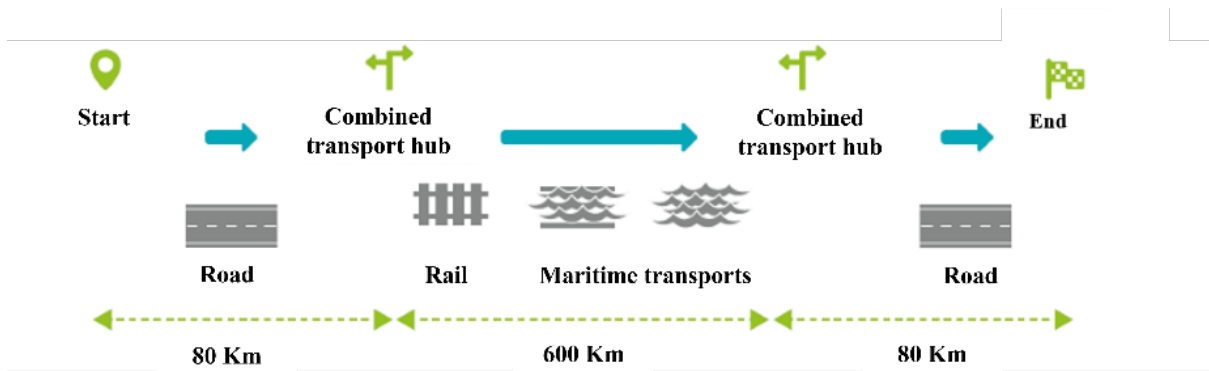 Start
Combined
transport hub
Combined
transport hub
End
Road
Rail
Maritime transports
Road
80 Km
600 Km
80 Km